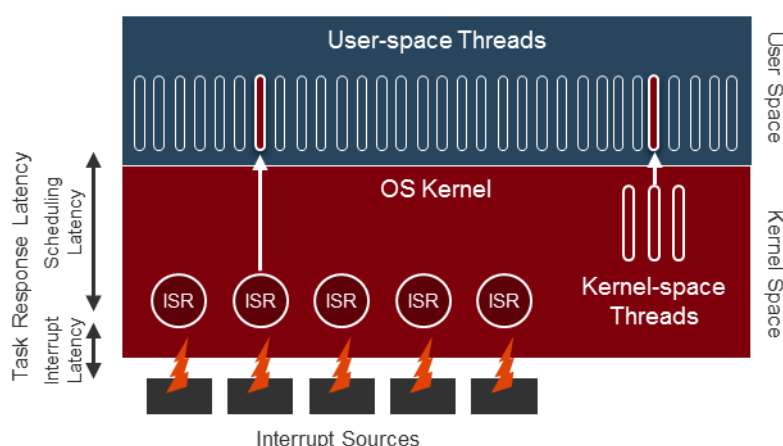 User-space Threads
User Space
OS Kernel
Kernel-space
Threads
Kernel Space
Task Response Latency
Scheduling
Latency
Interrupt
Latency
ISR
ISR
ISR
ISR
ISR
Interrupt Sources